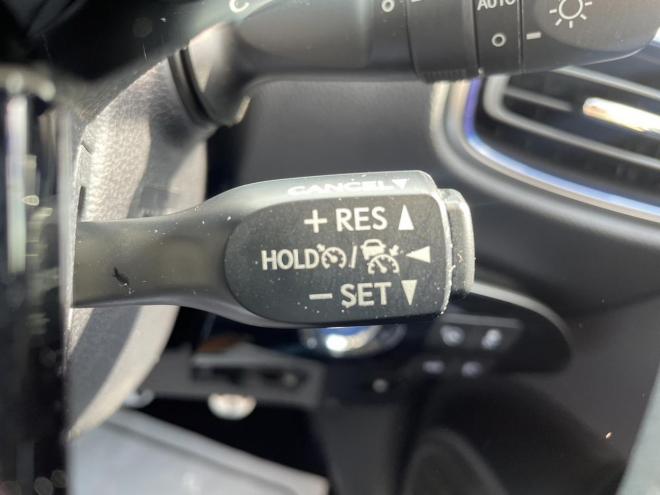 C
AUTO
CANCEL▼
+ RES ▲
HOLD / ◀
− SET ▼